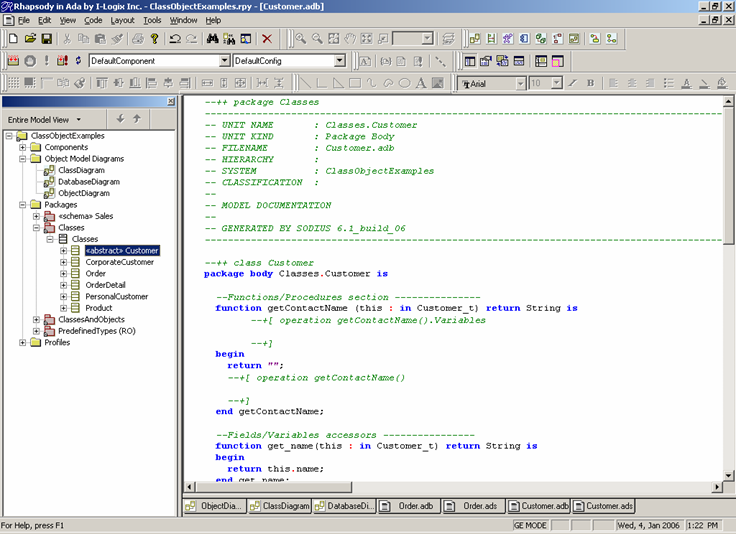 Rhapsody in Ada by I-Logix Inc. - ClassObjectExamples.rpy - [Customer.adb]
File Edit View Code Layout Tools Window Help
DefaultComponent DefaultConfig
Arial 10
Entire Model View
ClassObjectExamples
Components
Object Model Diagrams
ClassDiagram
DatabaseDiagram
ObjectDiagram
Packages
«schema» Sales
Classes
Classes
«abstract» Customer
CorporateCustomer
Order
OrderDetail
PersonalCustomer
Product
ClassesAndObjects
PredefinedTypes (RO)
Profiles
--++ package Classes
-- UNIT NAME : Classes.Customer
-- UNIT KIND : Package Body
-- FILENAME : Customer.adb
-- HIERARCHY :
-- SYSTEM : ClassObjectExamples
-- CLASSIFICATION :
--
-- MODEL DOCUMENTATION
--
-- GENERATED BY SODIUS 6.1_build_06
--++ class Customer
package body Classes.Customer is
--Functions/Procedures section ---------------
function getContactName (this : in Customer_t) return String is
--+[ operation getContactName().Variables
--+]
begin
return "";
--+[ operation getContactName()
--+]
end getContactName;
--Fields/Variables accessors ----------------
function get_name(this : in Customer_t) return String is
begin
return this.name;
end get_name;
ObjectDia... ClassDiagram DatabaseDi... Order.adb Order.ads Customer.adb Customer.ads
For Help, press F1 GE MODE Wed, 4, Jan 2006 1:22 PM